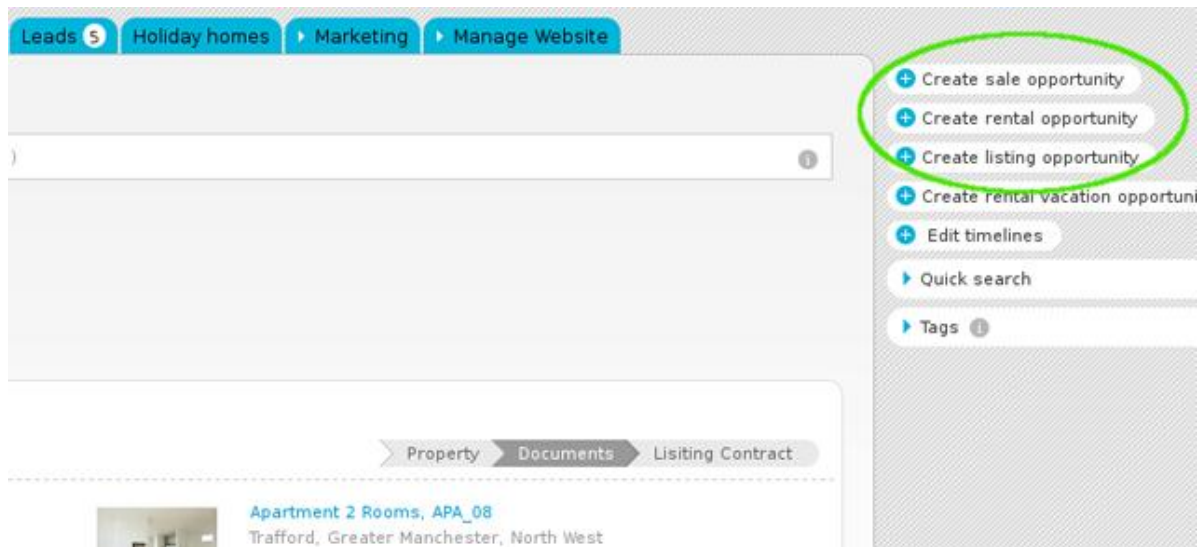 Leads 5 Holiday homes Marketing Manage Website
Create sale opportunity
Create rental opportunity
)
Create listing opportunity
Create rental vacation opportuni
Edit timelines
Quick search
Tags
Property Documents Lisiting Contract
Apartment 2 Rooms, APA_08
Trafford, Greater Manchester, North West